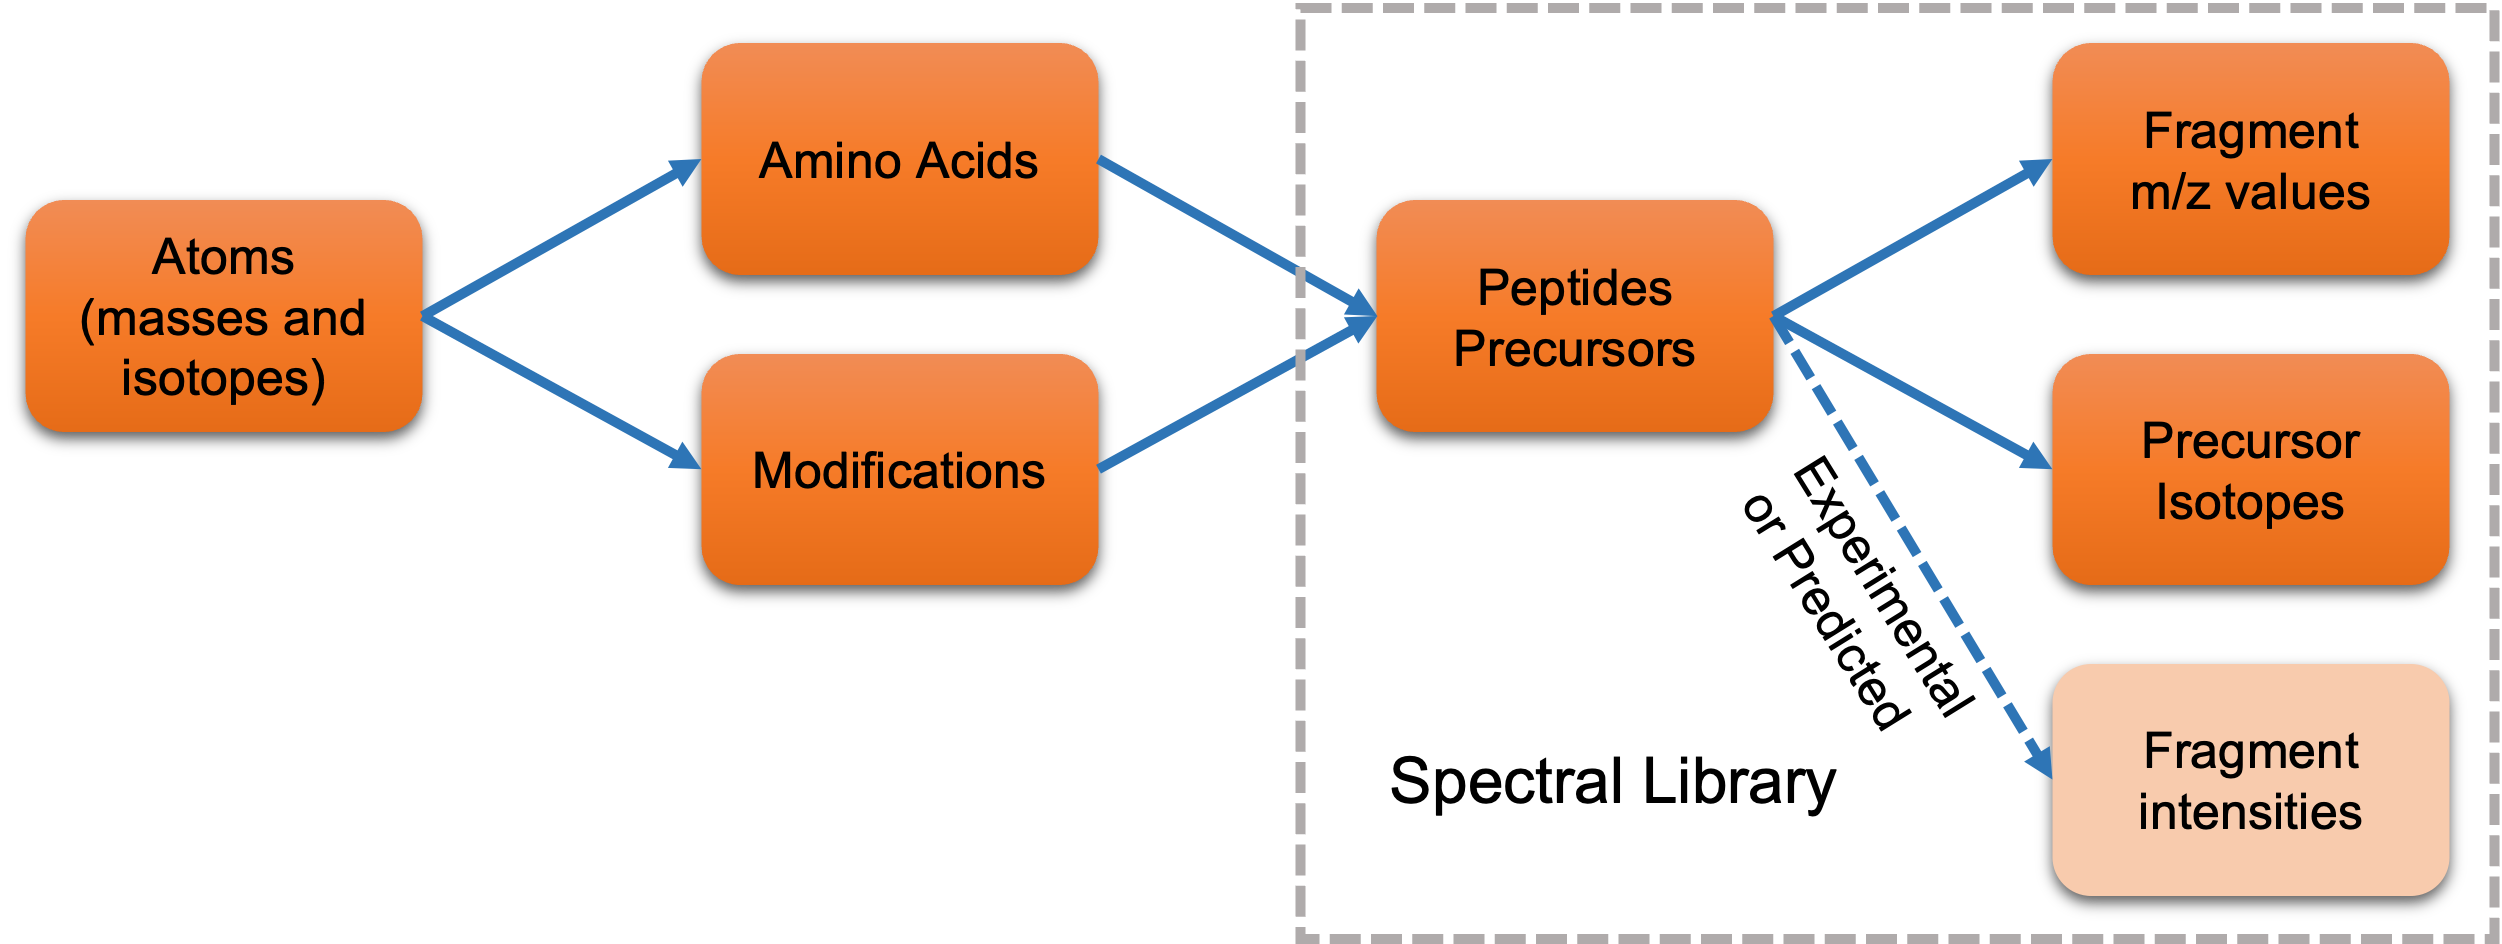 Atoms
(masses and
isotopes)
Amino Acids
Modifications
Peptides
Precursors
Fragment
m/z values
Precursor
Isotopes
Experimental
or Predicted
Fragment
intensities
Spectral Library